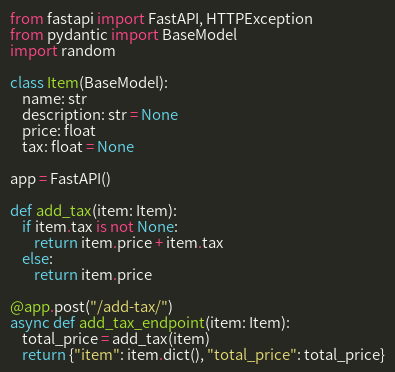 from fastapi import FastAPI, HTTPException
from pydantic import BaseModel
import random

class Item(BaseModel):
    name: str
    description: str = None
    price: float
    tax: float = None

app = FastAPI()

def add_tax(item: Item):
    if item.tax is not None:
        return item.price + item.tax
    else:
        return item.price

@app.post("/add-tax/")
async def add_tax_endpoint(item: Item):
    total_price = add_tax(item)
    return {"item": item.dict(), "total_price": total_price}